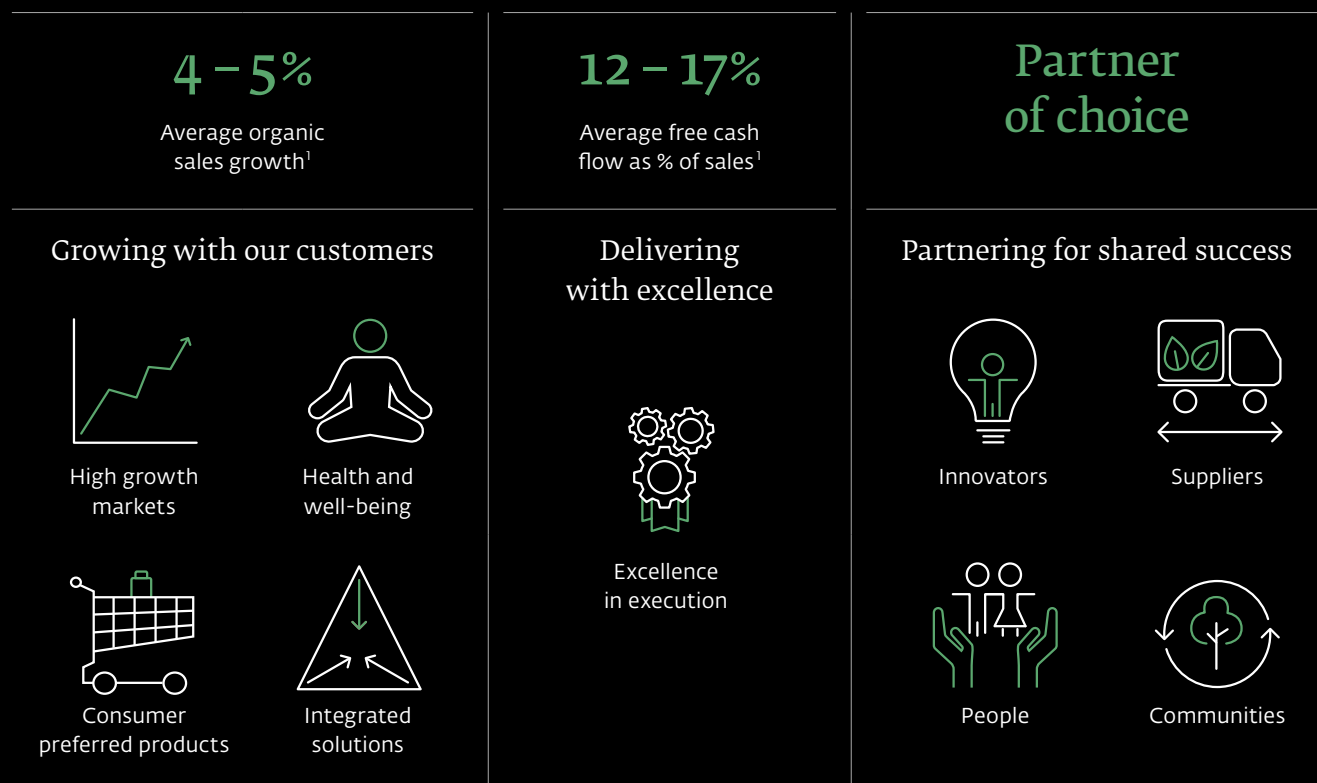 4 – 5%
Average organic
sales growth¹
12 – 17%
Average free cash
flow as % of sales¹
Partner
of choice
Growing with our customers
High growth
markets
Health and
well-being
Consumer
preferred products
Integrated
solutions
Delivering
with excellence
Excellence
in execution
Partnering for shared success
Innovators
Suppliers
People
Communities